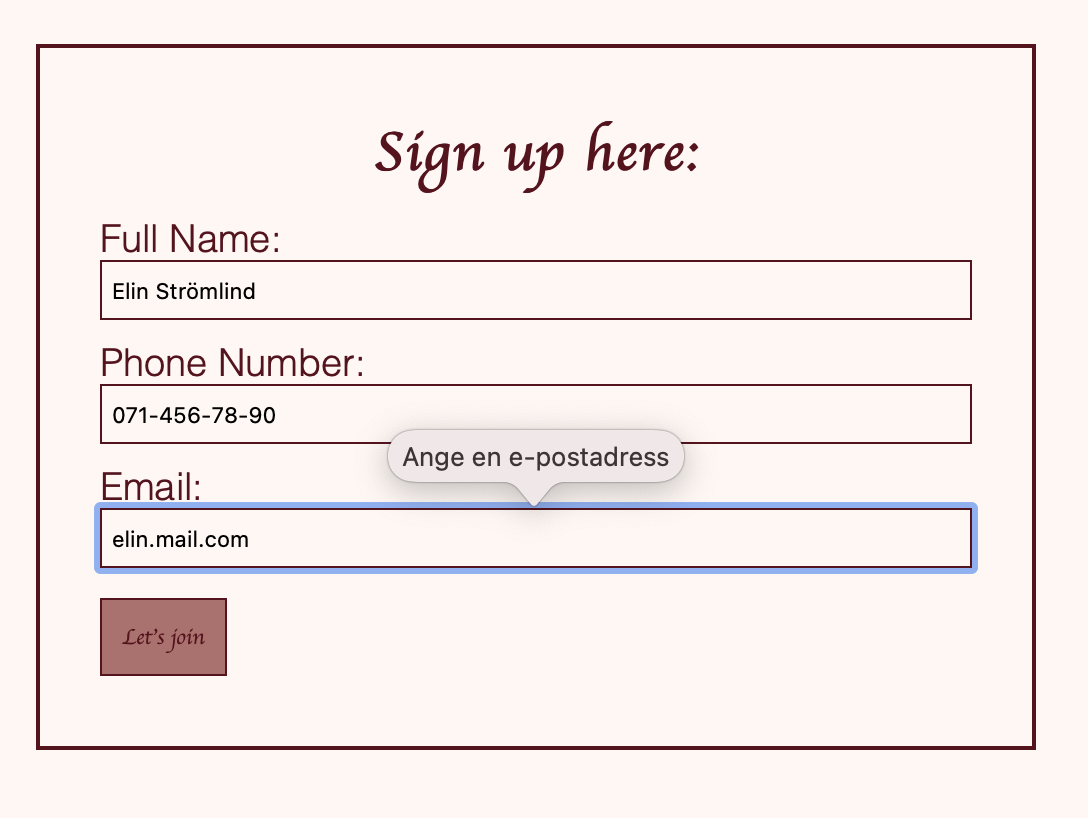 Sign up here:
Full Name:
Elin Strömlind
Phone Number:
071-456-78-90
Ange en e-postadress
Email:
elin.mail.com
Let's join